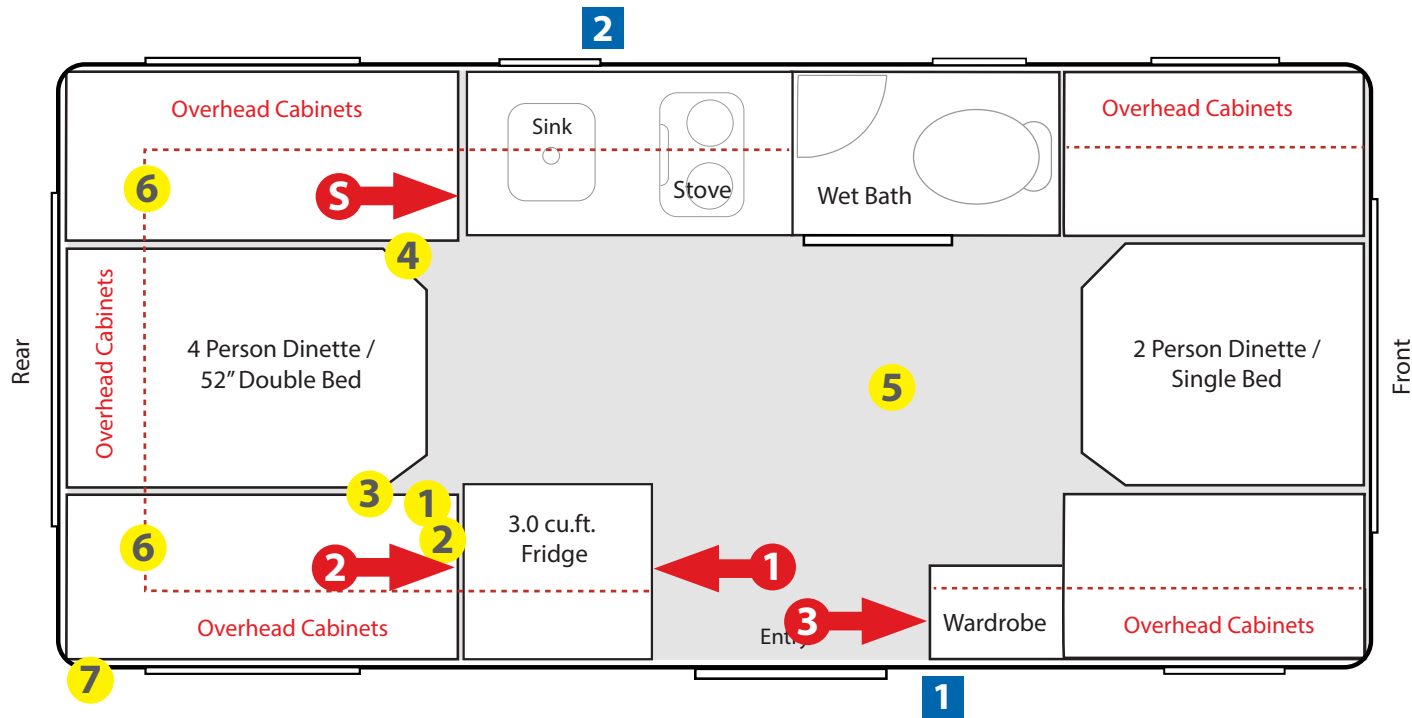 2
Overhead Cabinets
Sink
Stove
Wet Bath
Overhead Cabinets
6
S
4
Rear
Overhead Cabinets
4 Person Dinette /
52” Double Bed
5
2 Person Dinette /
Single Bed
Front
3
1
2
6
2
3.0 cu.ft.
Fridge
1
3
Entry
Wardrobe
Overhead Cabinets
Overhead Cabinets
7
1